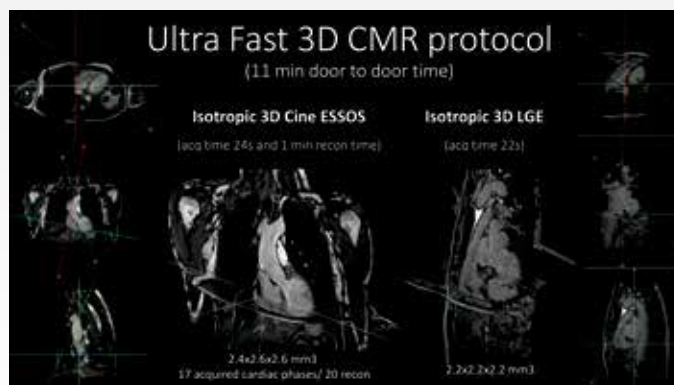 Ultra Fast 3D CMR protocol
(11 min door to door time)
Isotropic 3D Cine ESSOS
(acq time 24s and 1 min recon time)
Isotropic 3D LGE
(acq time 22s)
2.4x2.6x2.6 mm3
17 acquired cardiac phases/ 20 recon
2.2x2.2x2.2 mm3